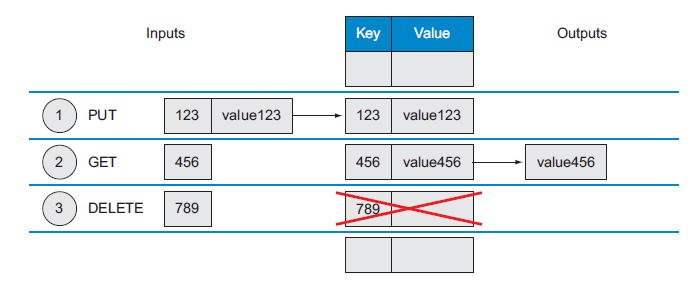 Inputs Key Value Outputs
1 PUT 123 value123 123 value123
2 GET 456 456 value456 value456
3 DELETE 789 789